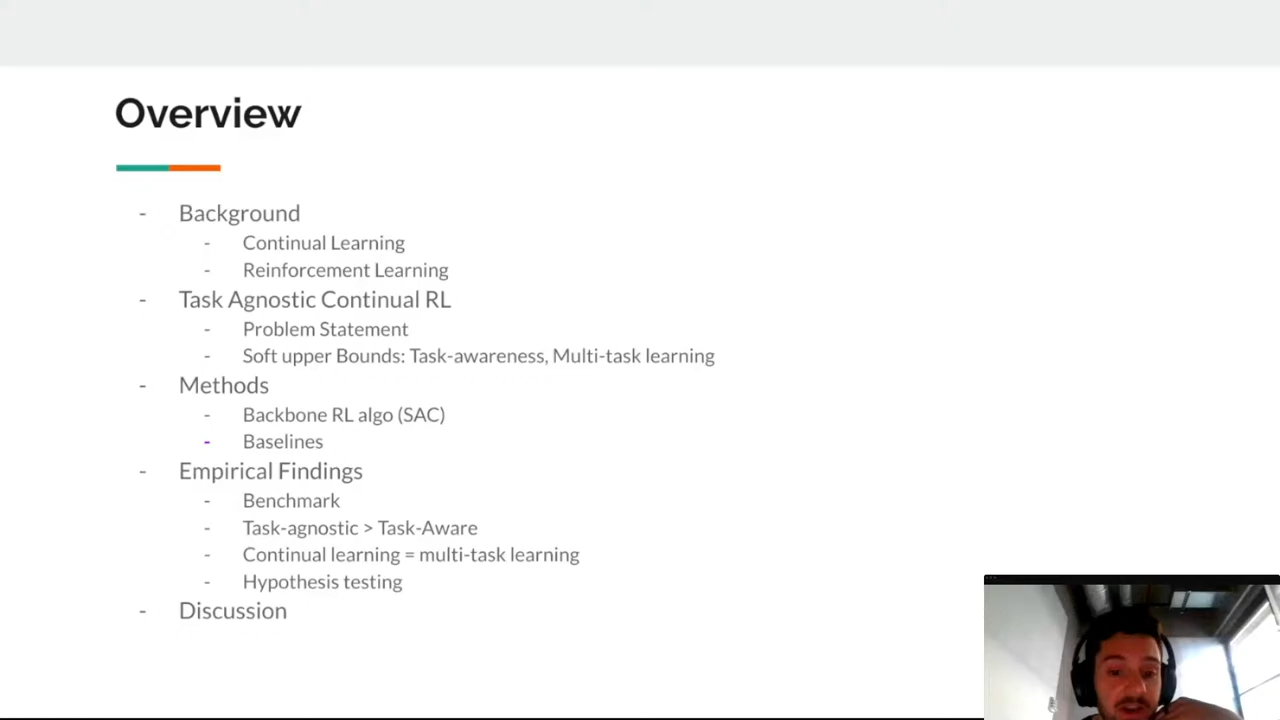 Overview
- Background
- Continual Learning
- Reinforcement Learning
- Task Agnostic Continual RL
- Problem Statement
- Soft upper Bounds: Task-awareness, Multi-task learning
- Methods
- Backbone RL algo (SAC)
- Baselines
- Empirical Findings
- Benchmark
- Task-agnostic > Task-Aware
- Continual learning = multi-task learning
- Hypothesis testing
- Discussion